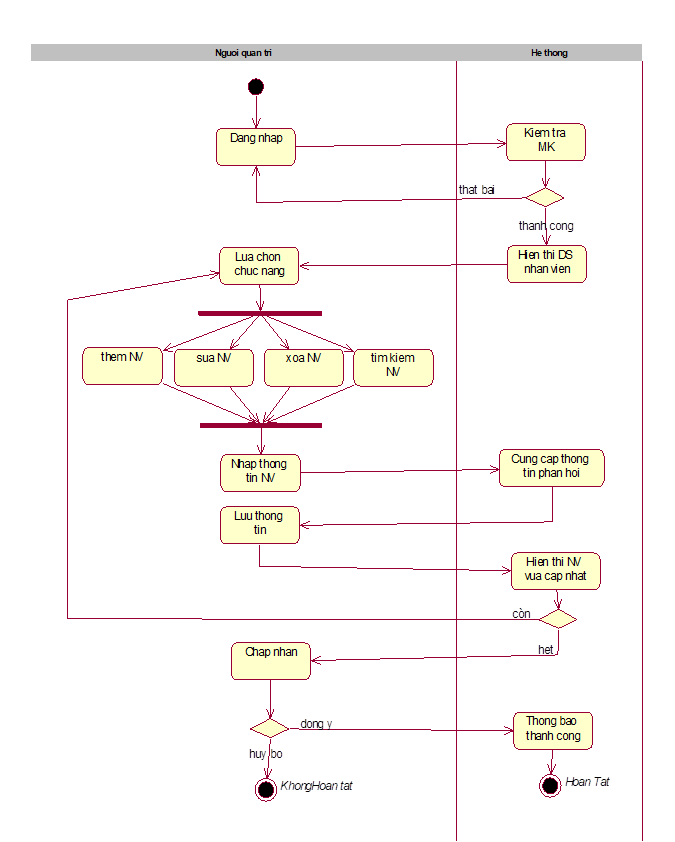 Nguoi quan tri
He thong
Dang nhap
Kiem tra
MK
that bai
thanh cong
Lua chon
chuc nang
Hien thi DS
nhan vien
them NV
sua NV
xoa NV
tim kiem
NV
Nhap thong
tin NV
Cung cap thong
tin phan hoi
Luu thong
tin
Hien thi NV
vua cap nhat
còn
het
Chap nhan
dong y
Thong bao
thanh cong
huy bo
KhongHoan tat
Hoan Tat